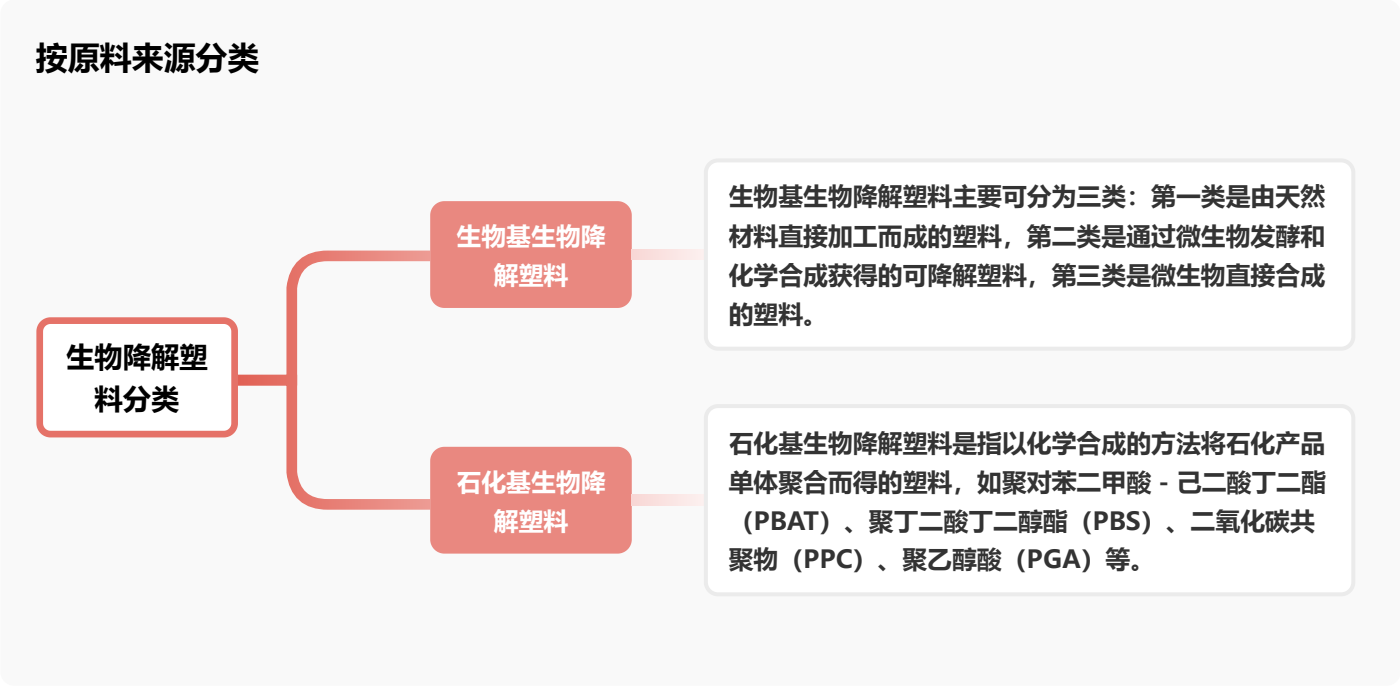 按原料来源分类
生物降解塑
料分类
生物基生物降
解塑料
生物基生物降解塑料主要可分为三类：第一类是由天然
材料直接加工而成的塑料，第二类是通过微生物发酵和
化学合成获得的可降解塑料，第三类是微生物直接合成
的塑料。
石化基生物降
解塑料
石化基生物降解塑料是指以化学合成的方法将石化产品
单体聚合而得的塑料，如聚对苯二甲酸 - 己二酸丁二酯
（PBAT）、聚丁二酸丁二醇酯（PBS）、二氧化碳共
聚物（PPC）、聚乙醇酸（PGA）等。